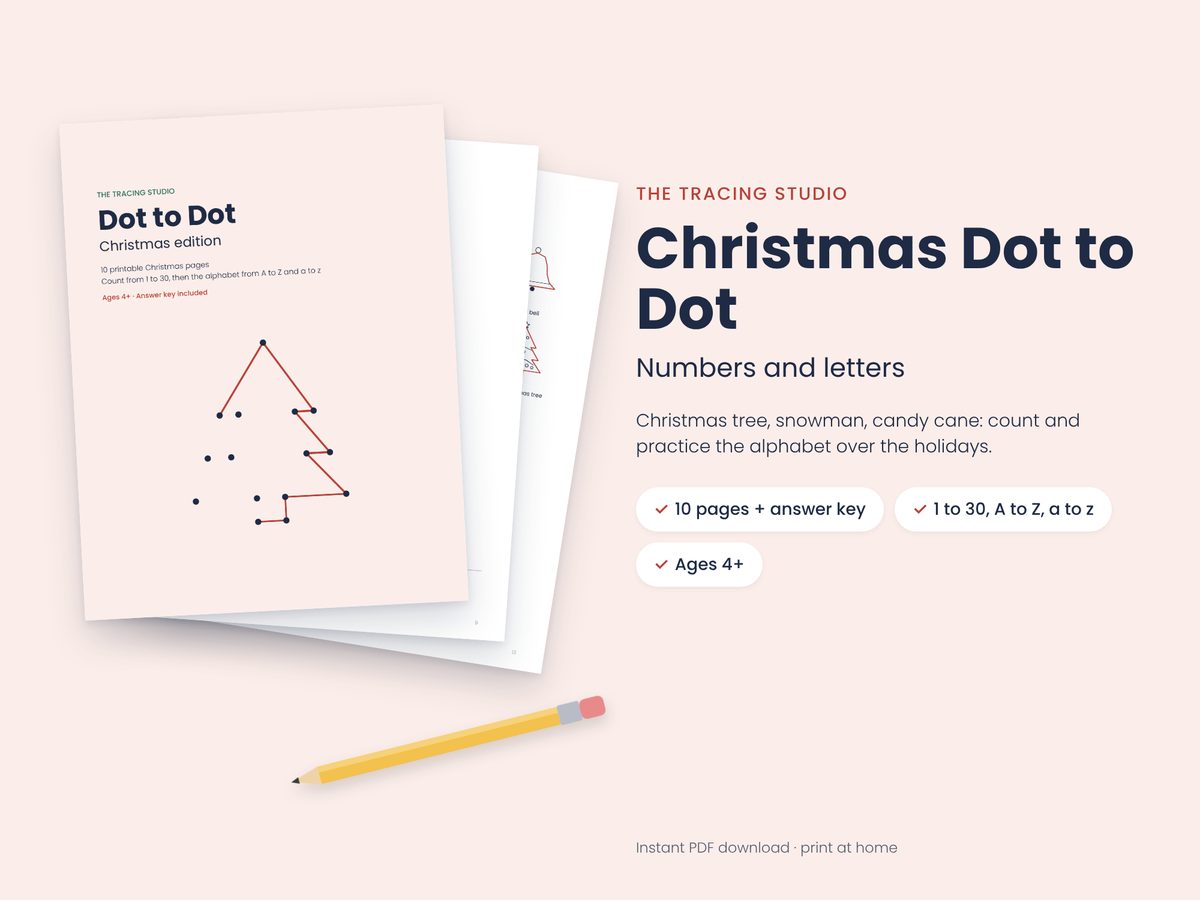 THE TRACING STUDIO
Dot to Dot
Christmas edition
10 printable Christmas pages
Count from 1 to 30, then the alphabet from A to Z and a to z
Ages 4+ · Answer key included
bell
tree
9
THE TRACING STUDIO
Christmas Dot to
Dot
Numbers and letters
Christmas tree, snowman, candy cane: count and
practice the alphabet over the holidays.
✓ 10 pages + answer key
✓ 1 to 30, A to Z, a to z
✓ Ages 4+
Instant PDF download · print at home